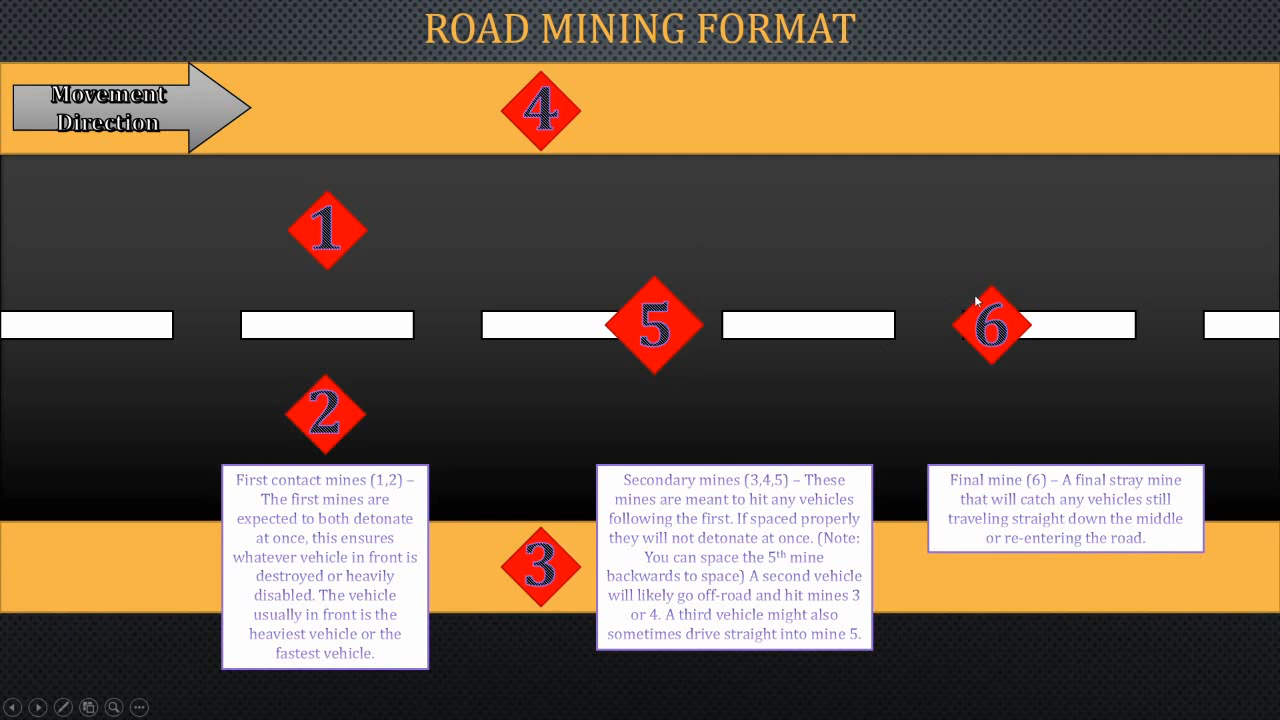 ROAD MINING FORMAT
Movement
Direction
4
1
5
6
2
3
First contact mines (1,2) –
The first mines are
expected to both detonate
at once, this ensures
whatever vehicle in front is
destroyed or heavily
disabled. The vehicle
usually in front is the
heaviest vehicle or the
fastest vehicle.
Secondary mines (3,4,5) – These
mines are meant to hit any vehicles
following the first. If spaced properly
they will not detonate at once. (Note:
You can space the 5th mine
backwards to space) A second vehicle
will likely go off-road and hit mines 3
or 4. A third vehicle might also
sometimes drive straight into mine 5.
Final mine (6) – A final stray mine
that will catch any vehicles still
traveling straight down the middle
or re-entering the road.